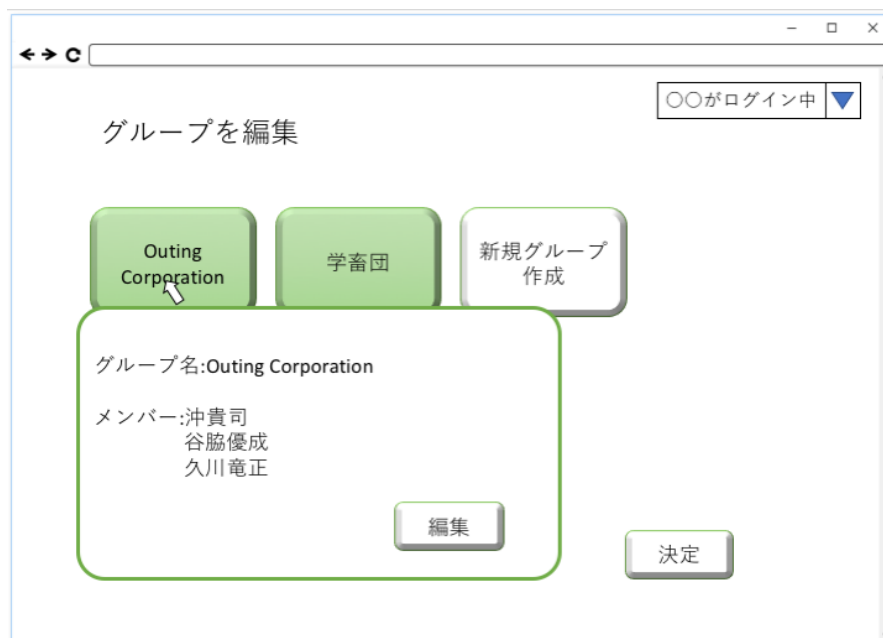 〇〇がログイン中
グループを編集
Outing
Corporation
学畜団
新規グループ
作成
グループ名:Outing Corporation
メンバー:沖貴司
谷脇優成
久川竜正
編集
決定